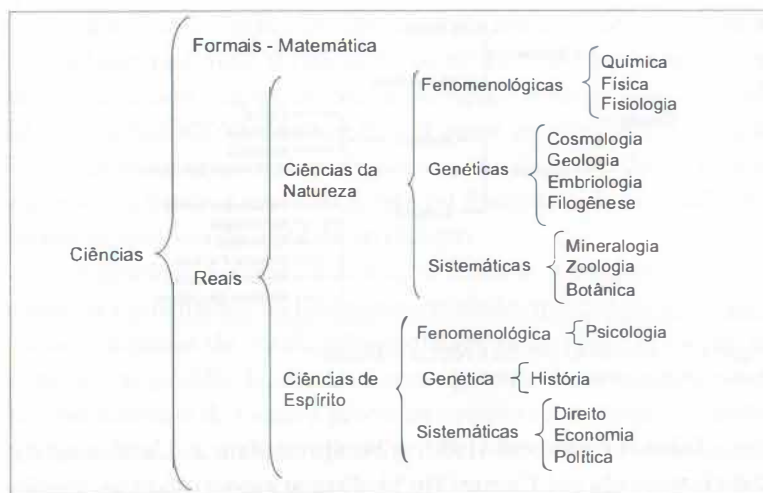 Ciências
Formais - Matemática
Reais
Ciências da
Natureza
Fenomenológicas
Química
Física
Fisiologia
Genéticas
Cosmologia
Geologia
Embriologia
Filogênese
Sistemáticas
Mineralogia
Zoologia
Botânica
Ciências de
Espírito
Fenomenológica
Psicologia
Genética
História
Sistemáticas
Direito
Economia
Política